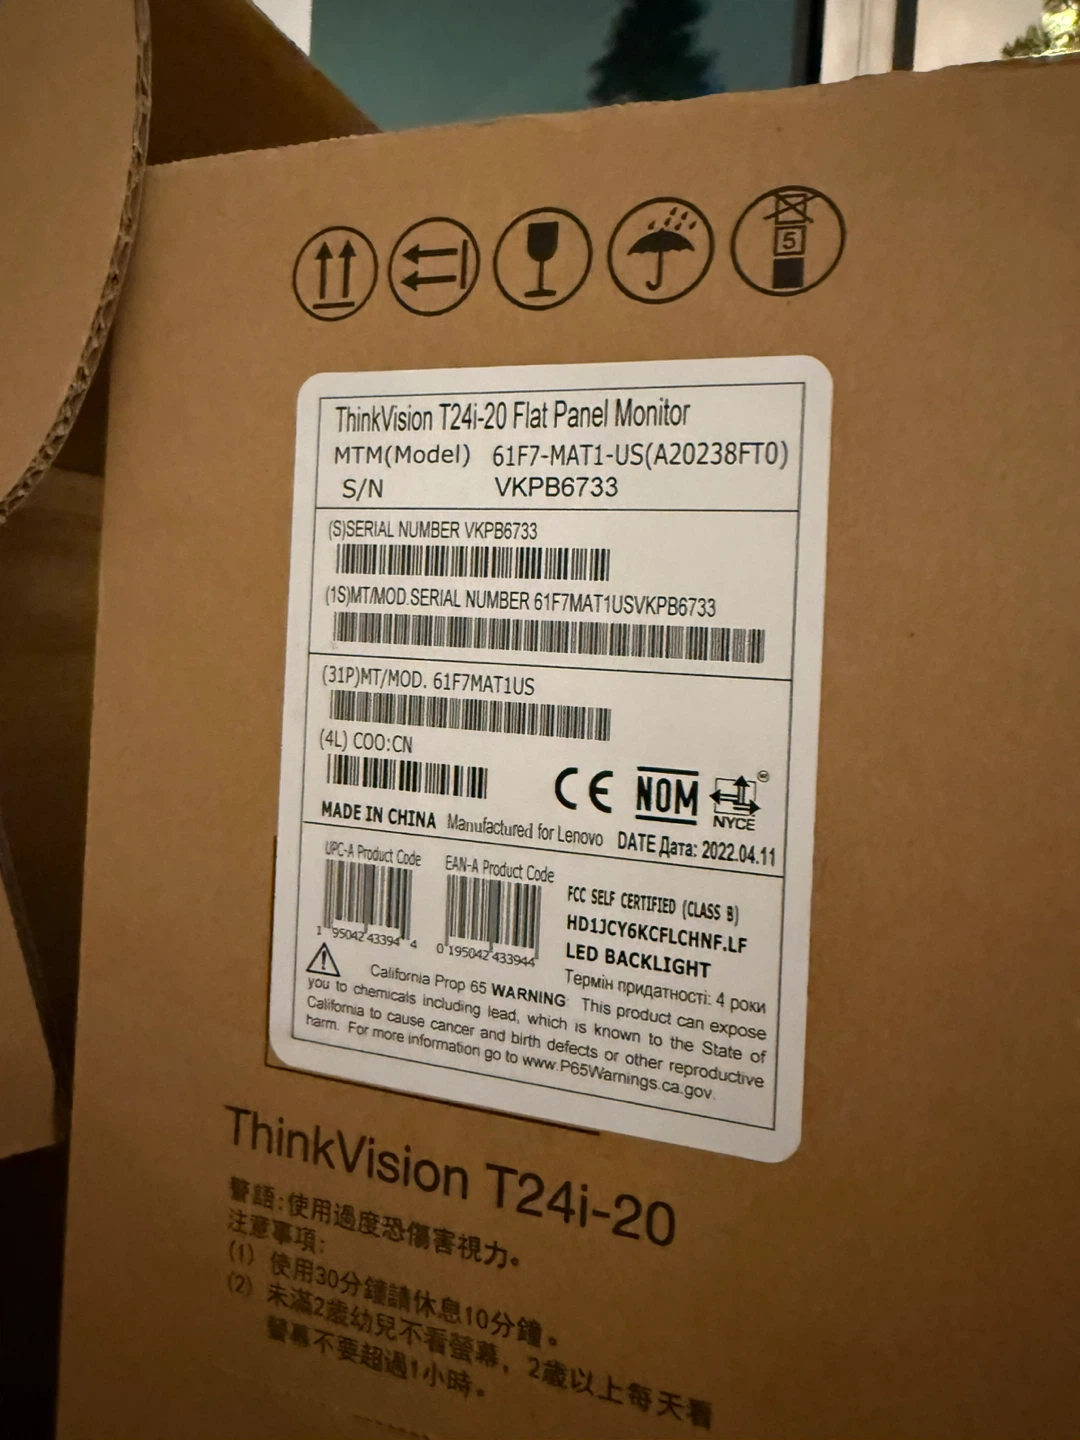 5
ThinkVision T24i-20 Flat Panel Monitor
MTM(Model) 61F7-MAT1-US(A20238FT0)
S/N VKPB6733
(S)SERIAL NUMBER VKPB6733
(1S)MT/MOD.SERIAL NUMBER 61F7MAT1USVKPB6733
(31P)MT/MOD. 61F7MAT1US
(4L) COO:CN
CE NOM NYCE
MADE IN CHINA Manufactured for Lenovo DATE Дата: 2022.04.11
UPC-A Product Code EAN-A Product Code
1 95042 43394 4 0 195042 433944
FCC SELF CERTIFIED (CLASS B)
HD1JCY6KCFLCHNF.LF
LED BACKLIGHT
Термін придатності: 4 роки
California Prop 65 WARNING: This product can expose
you to chemicals including lead, which is known to the State of
California to cause cancer and birth defects or other reproductive
harm. For more information go to www.P65Warnings.ca.gov.
ThinkVision T24i-20
警語:使用過度恐傷害視力。
注意事項:
(1) 使用30分鐘請休息10分鐘。
(2) 未滿2歲幼兒不看螢幕，2歲以上每天看
螢幕不要超過1小時。